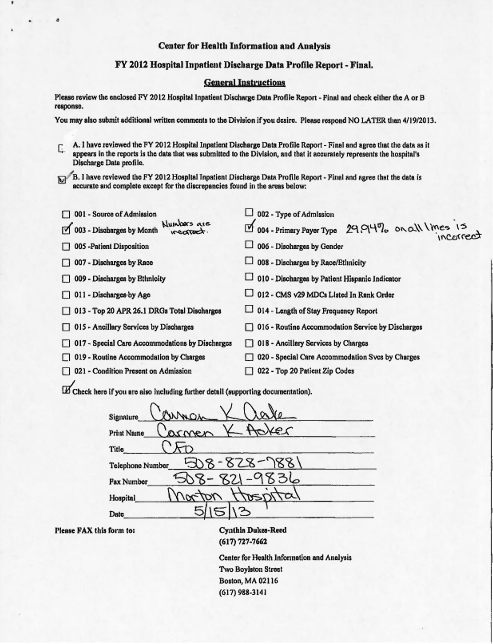 Center for Health Information and Analysis
FY 2012 Hospital Inpatient Discharge Data Profile Report - Final.
General Instructions
Please review the enclosed FY 2012 Hospital Inpatient Discharge Data Profile Report - Final and check either the A or B
response.
You may also submit additional written comments to the Division if you desire. Please respond NO LATER than 4/19/2013.
A. I have reviewed the FY 2012 Hospital Inpatient Discharge Data Profile Report - Final and agree that the data as it
appears in the reports is the data that was submitted to the Division, and that it accurately represents the hospital's
Discharge Data profile.
B. I have reviewed the FY 2012 Hospital Inpatient Discharge Data Profile Report - Final and agree that the data is
accurate and complete except for the discrepancies found in the areas below:
001 - Source of Admission
002 - Type of Admission
003 - Discharges by Month Numbers are incorrect.
004 - Primary Payer Type 29.94% on all lines is incorrect
005 -Patient Disposition
006 - Discharges by Gender
007 - Discharges by Race
008 - Discharges by Race/Ethnicity
009 - Discharges by Ethnicity
010 - Discharges by Patient Hispanic Indicator
011 - Discharges by Age
012 - CMS v29 MDCs Listed In Rank Order
013 - Top 20 APR 26.1 DRGs Total Discharges
014 - Length of Stay Frequency Report
015 - Ancillary Services by Discharges
016 - Routine Accommodation Service by Discharges
017 - Special Care Accommodations by Discharges
018 - Ancillary Services by Charges
019 - Routine Accommodation by Charges
020 - Special Care Accommodation Svcs by Charges
021 - Condition Present on Admission
022 - Top 20 Patient Zip Codes
Check here if you are also including further detail (supporting documentation).
Signature Carmen K
Print Name Carmen K Acker
Title CFO
Telephone Number 508-828-7881
Fax Number 508-821-9836
Hospital Morton Hospital
Date 5/15/13
Please FAX this form to:
Cynthia Dukes-Reed
(617) 727-7662
Center for Health Information and Analysis
Two Boylston Street
Boston, MA 02116
(617) 988-3141